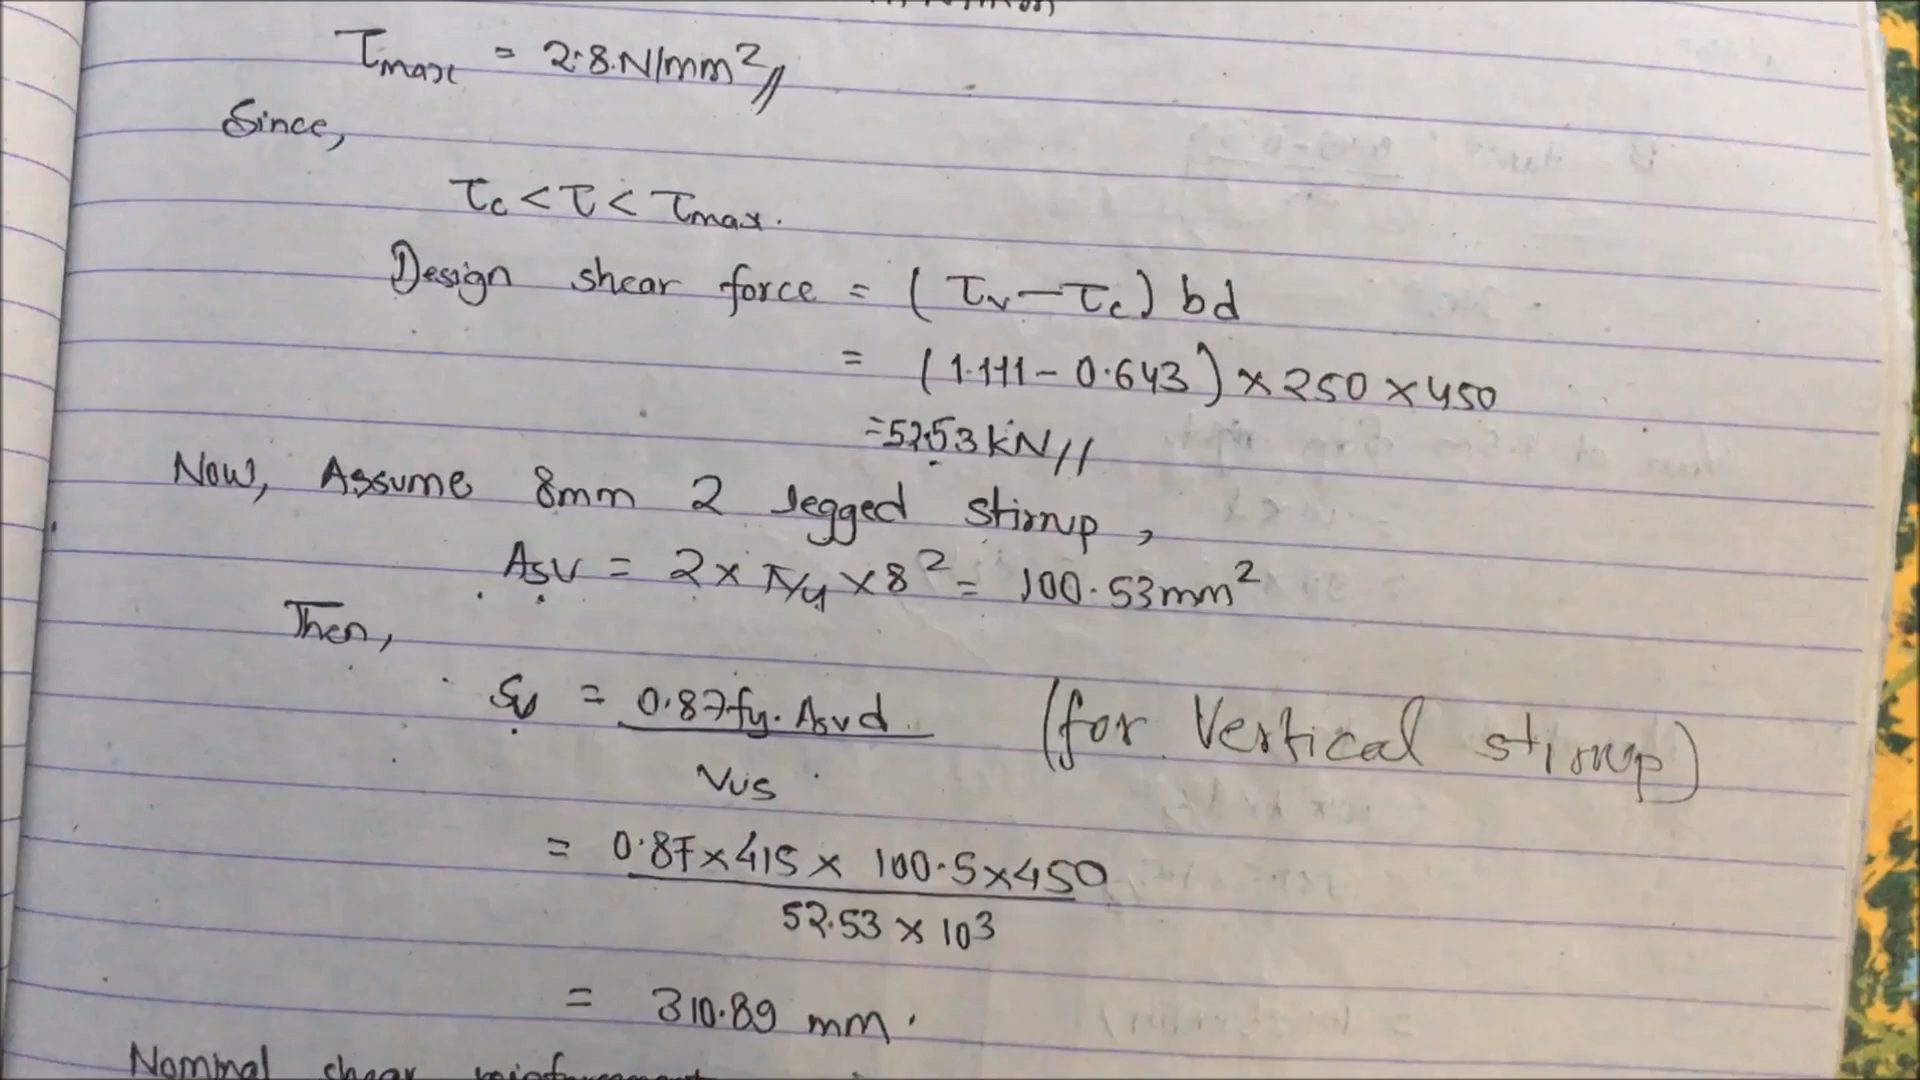 τmax = 2.8.N/mm²//
Since,
τc < τ < τmax.
Design shear force = (τv - τc) bd
= (1.111 - 0.643) × 250 × 450
= 52.53 kN//
Now, Assume 8mm 2 legged stirrup,
Asv = 2 × π/4 × 8² = 100.53 mm²
Then,
Sv = 0.87fy. Asvd (for Vertical stirrup)
Vus
= 0.87 × 415 × 100.5 × 450
52.53 × 10³
= 310.89 mm.
Nominal shear reinforcement